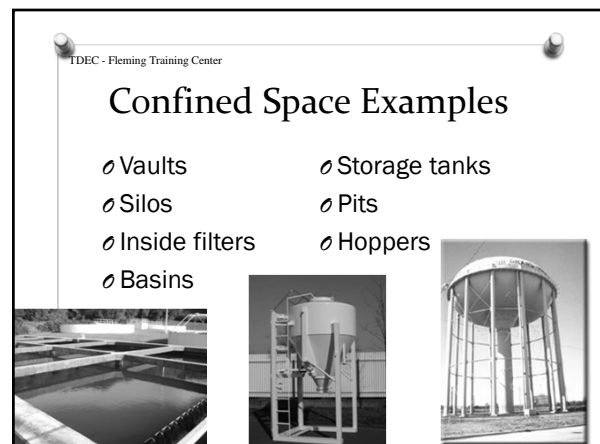 TDEC - Fleming Training Center
Confined Space Examples
Vaults
Silos
Inside filters
Basins
Storage tanks
Pits
Hoppers